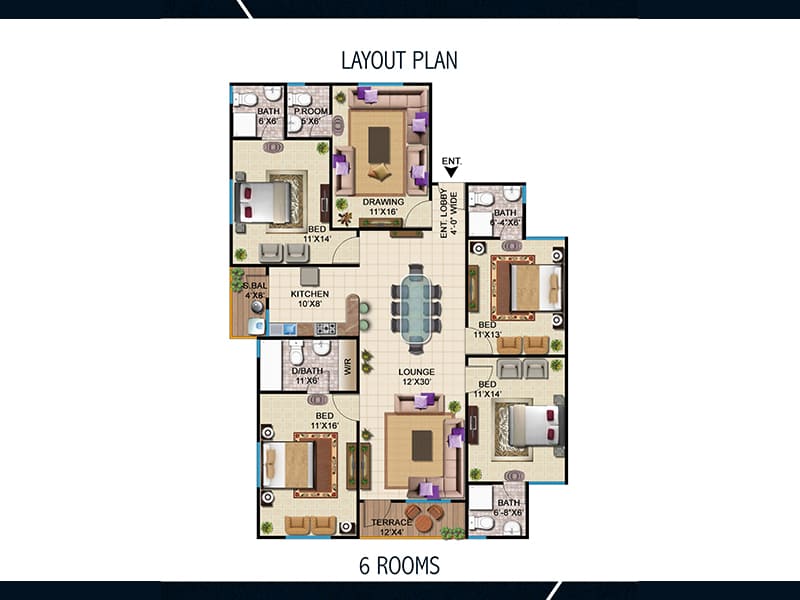 LAYOUT PLAN
BATH
6'X6'
P.ROOM
5'X6'
DRAWING
11'X16'
ENT.
ENT. LOBBY
4'-0" WIDE
BATH
6'-4"X6'
BED
11'X14'
S.BAL
4'X8'
KITCHEN
10'X8'
BED
11'X13'
D/BATH
11'X6'
W/R
LOUNGE
12'X30'
BED
11'X14'
BED
11'X16'
BATH
6'-8"X6'
TERRACE
12'X4'
6 ROOMS